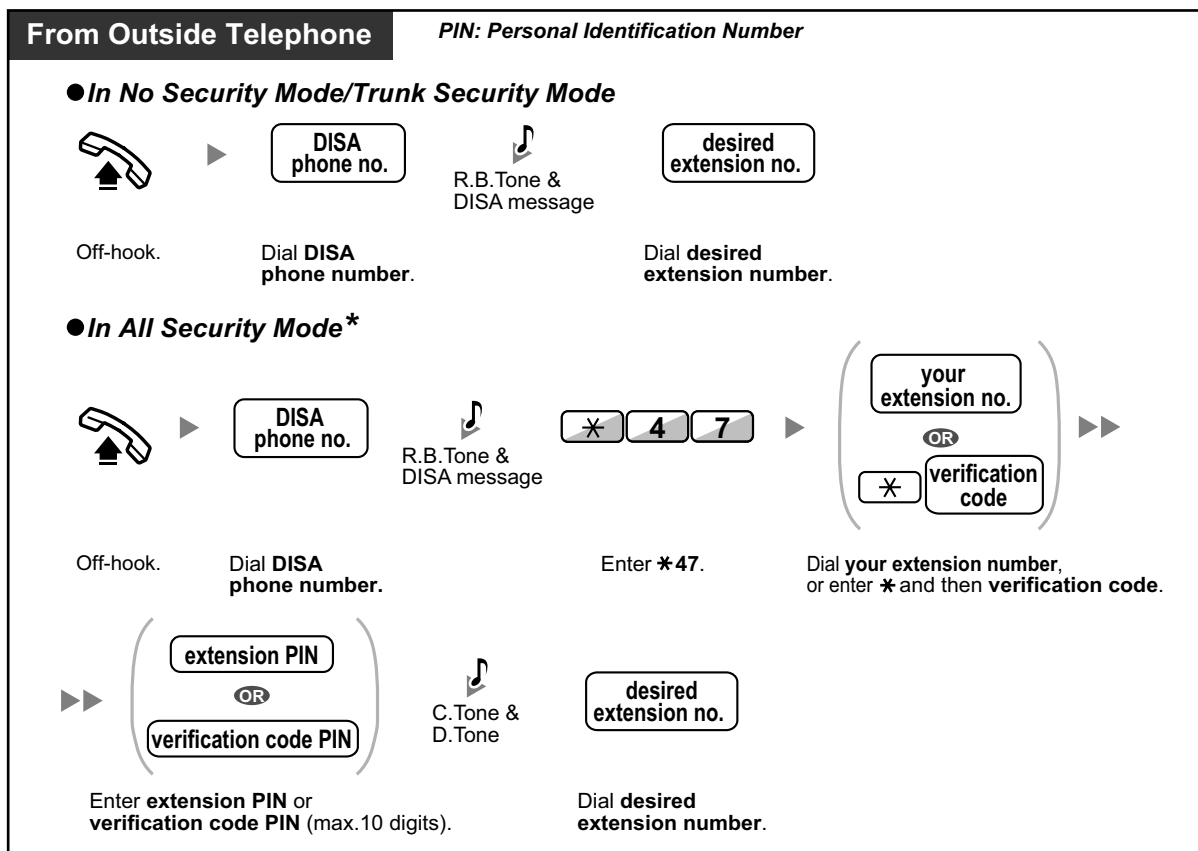 From Outside Telephone
PIN: Personal Identification Number
●In No Security Mode/Trunk Security Mode
DISA
phone no.
R.B.Tone &
DISA message
desired
extension no.
Off-hook.
Dial DISA
phone number.
Dial desired
extension number.
●In All Security Mode*
DISA
phone no.
R.B.Tone &
DISA message
* 4 7
your
extension no.
OR
* verification
code
Off-hook.
Dial DISA
phone number.
Enter *47.
Dial your extension number,
or enter * and then verification code.
extension PIN
OR
verification code PIN
C.Tone &
D.Tone
desired
extension no.
Enter extension PIN or
verification code PIN (max.10 digits).
Dial desired
extension number.